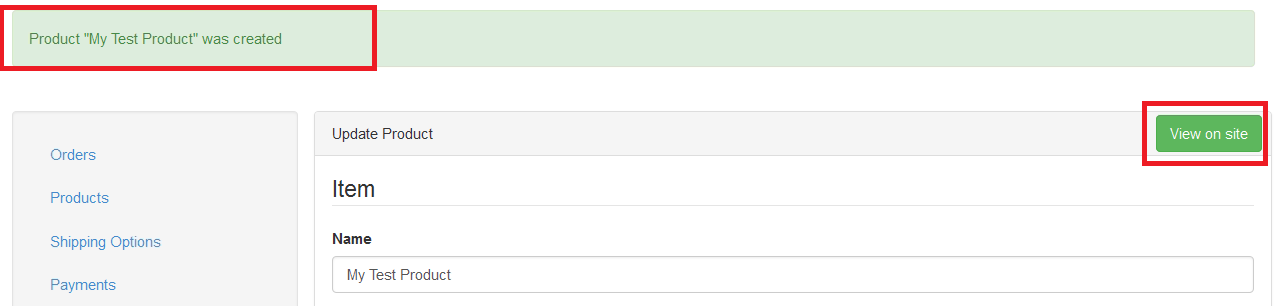 Product "My Test Product" was created
Update Product
View on site
Orders
Products
Shipping Options
Payments
Item
Name
My Test Product